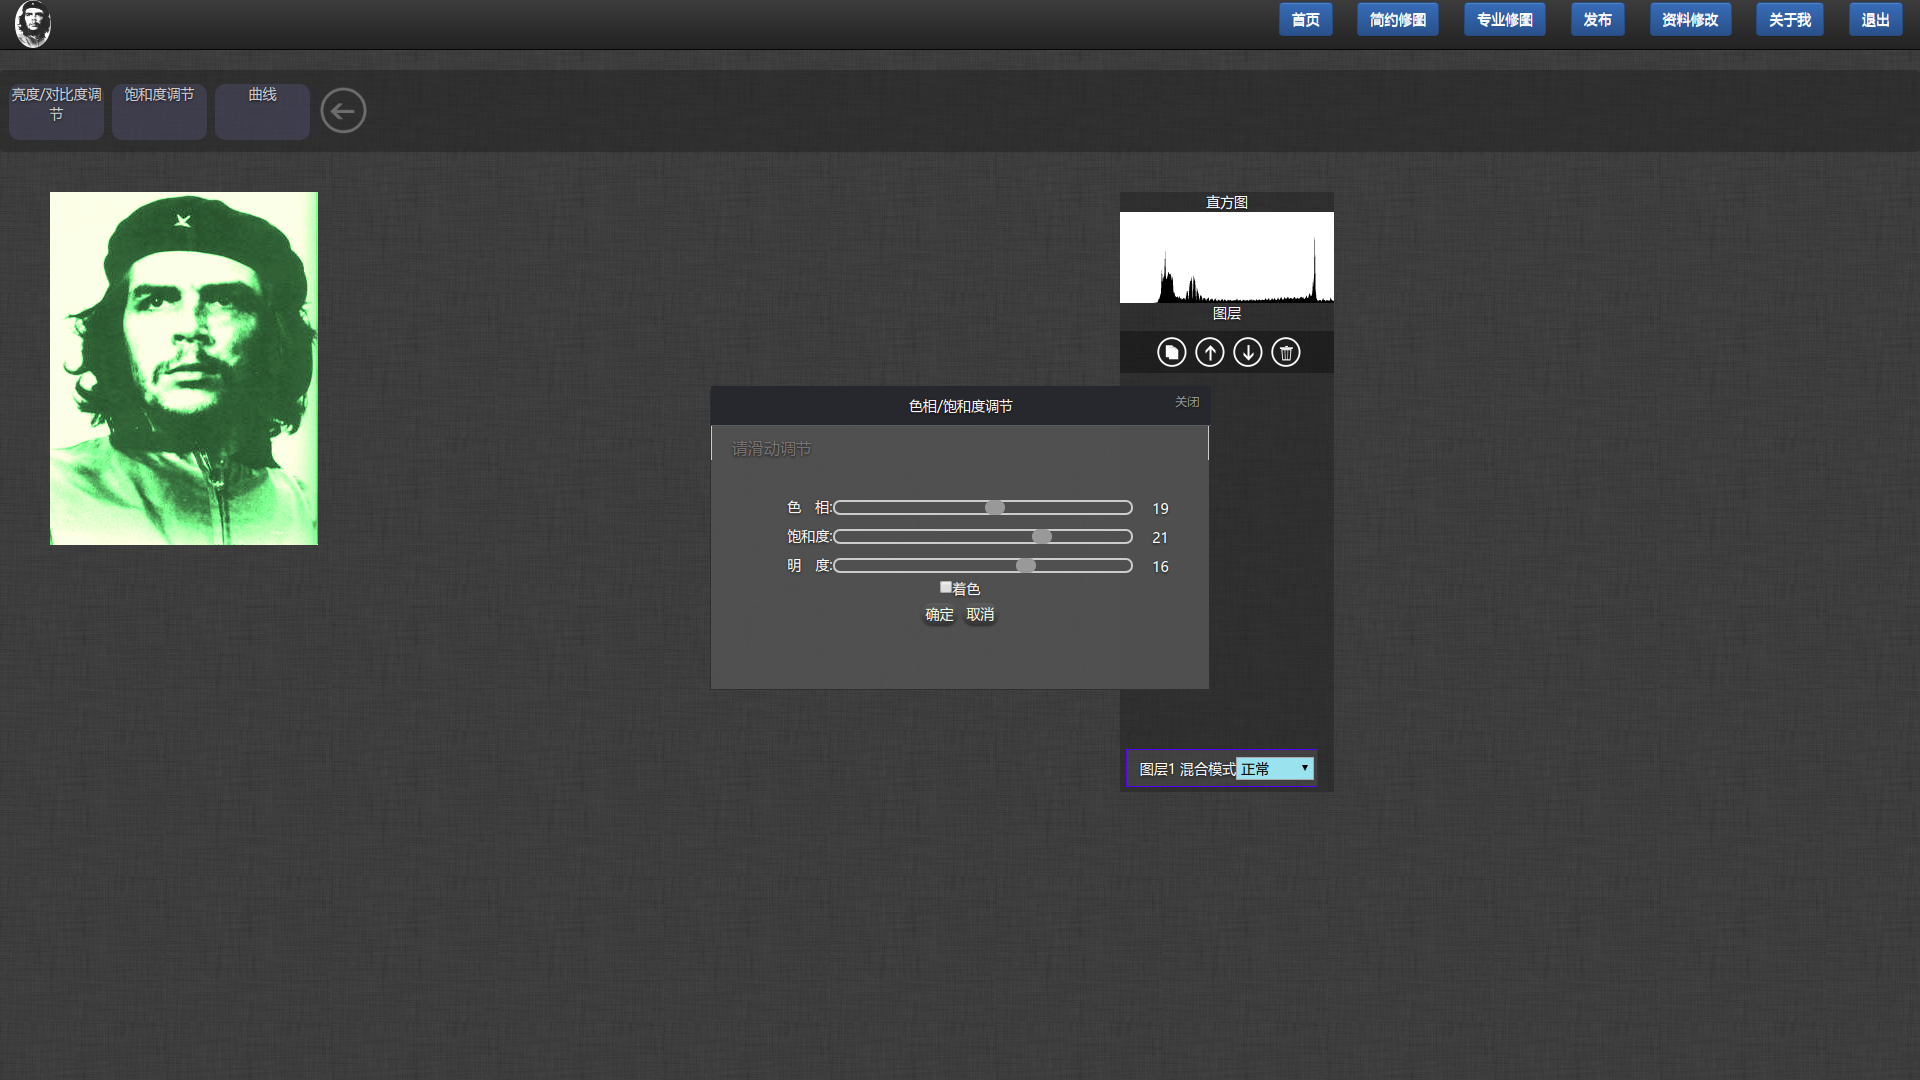 首页 简约修图 专业修图 发布 资料修改 关于我 退出
亮度/对比度调
节
饱和度调节
曲线
直方图
图层
色相/饱和度调节
关闭
请滑动调节
色 相: 19
饱和度: 21
明 度: 16
着色
确定 取消
图层1 混合模式 正常